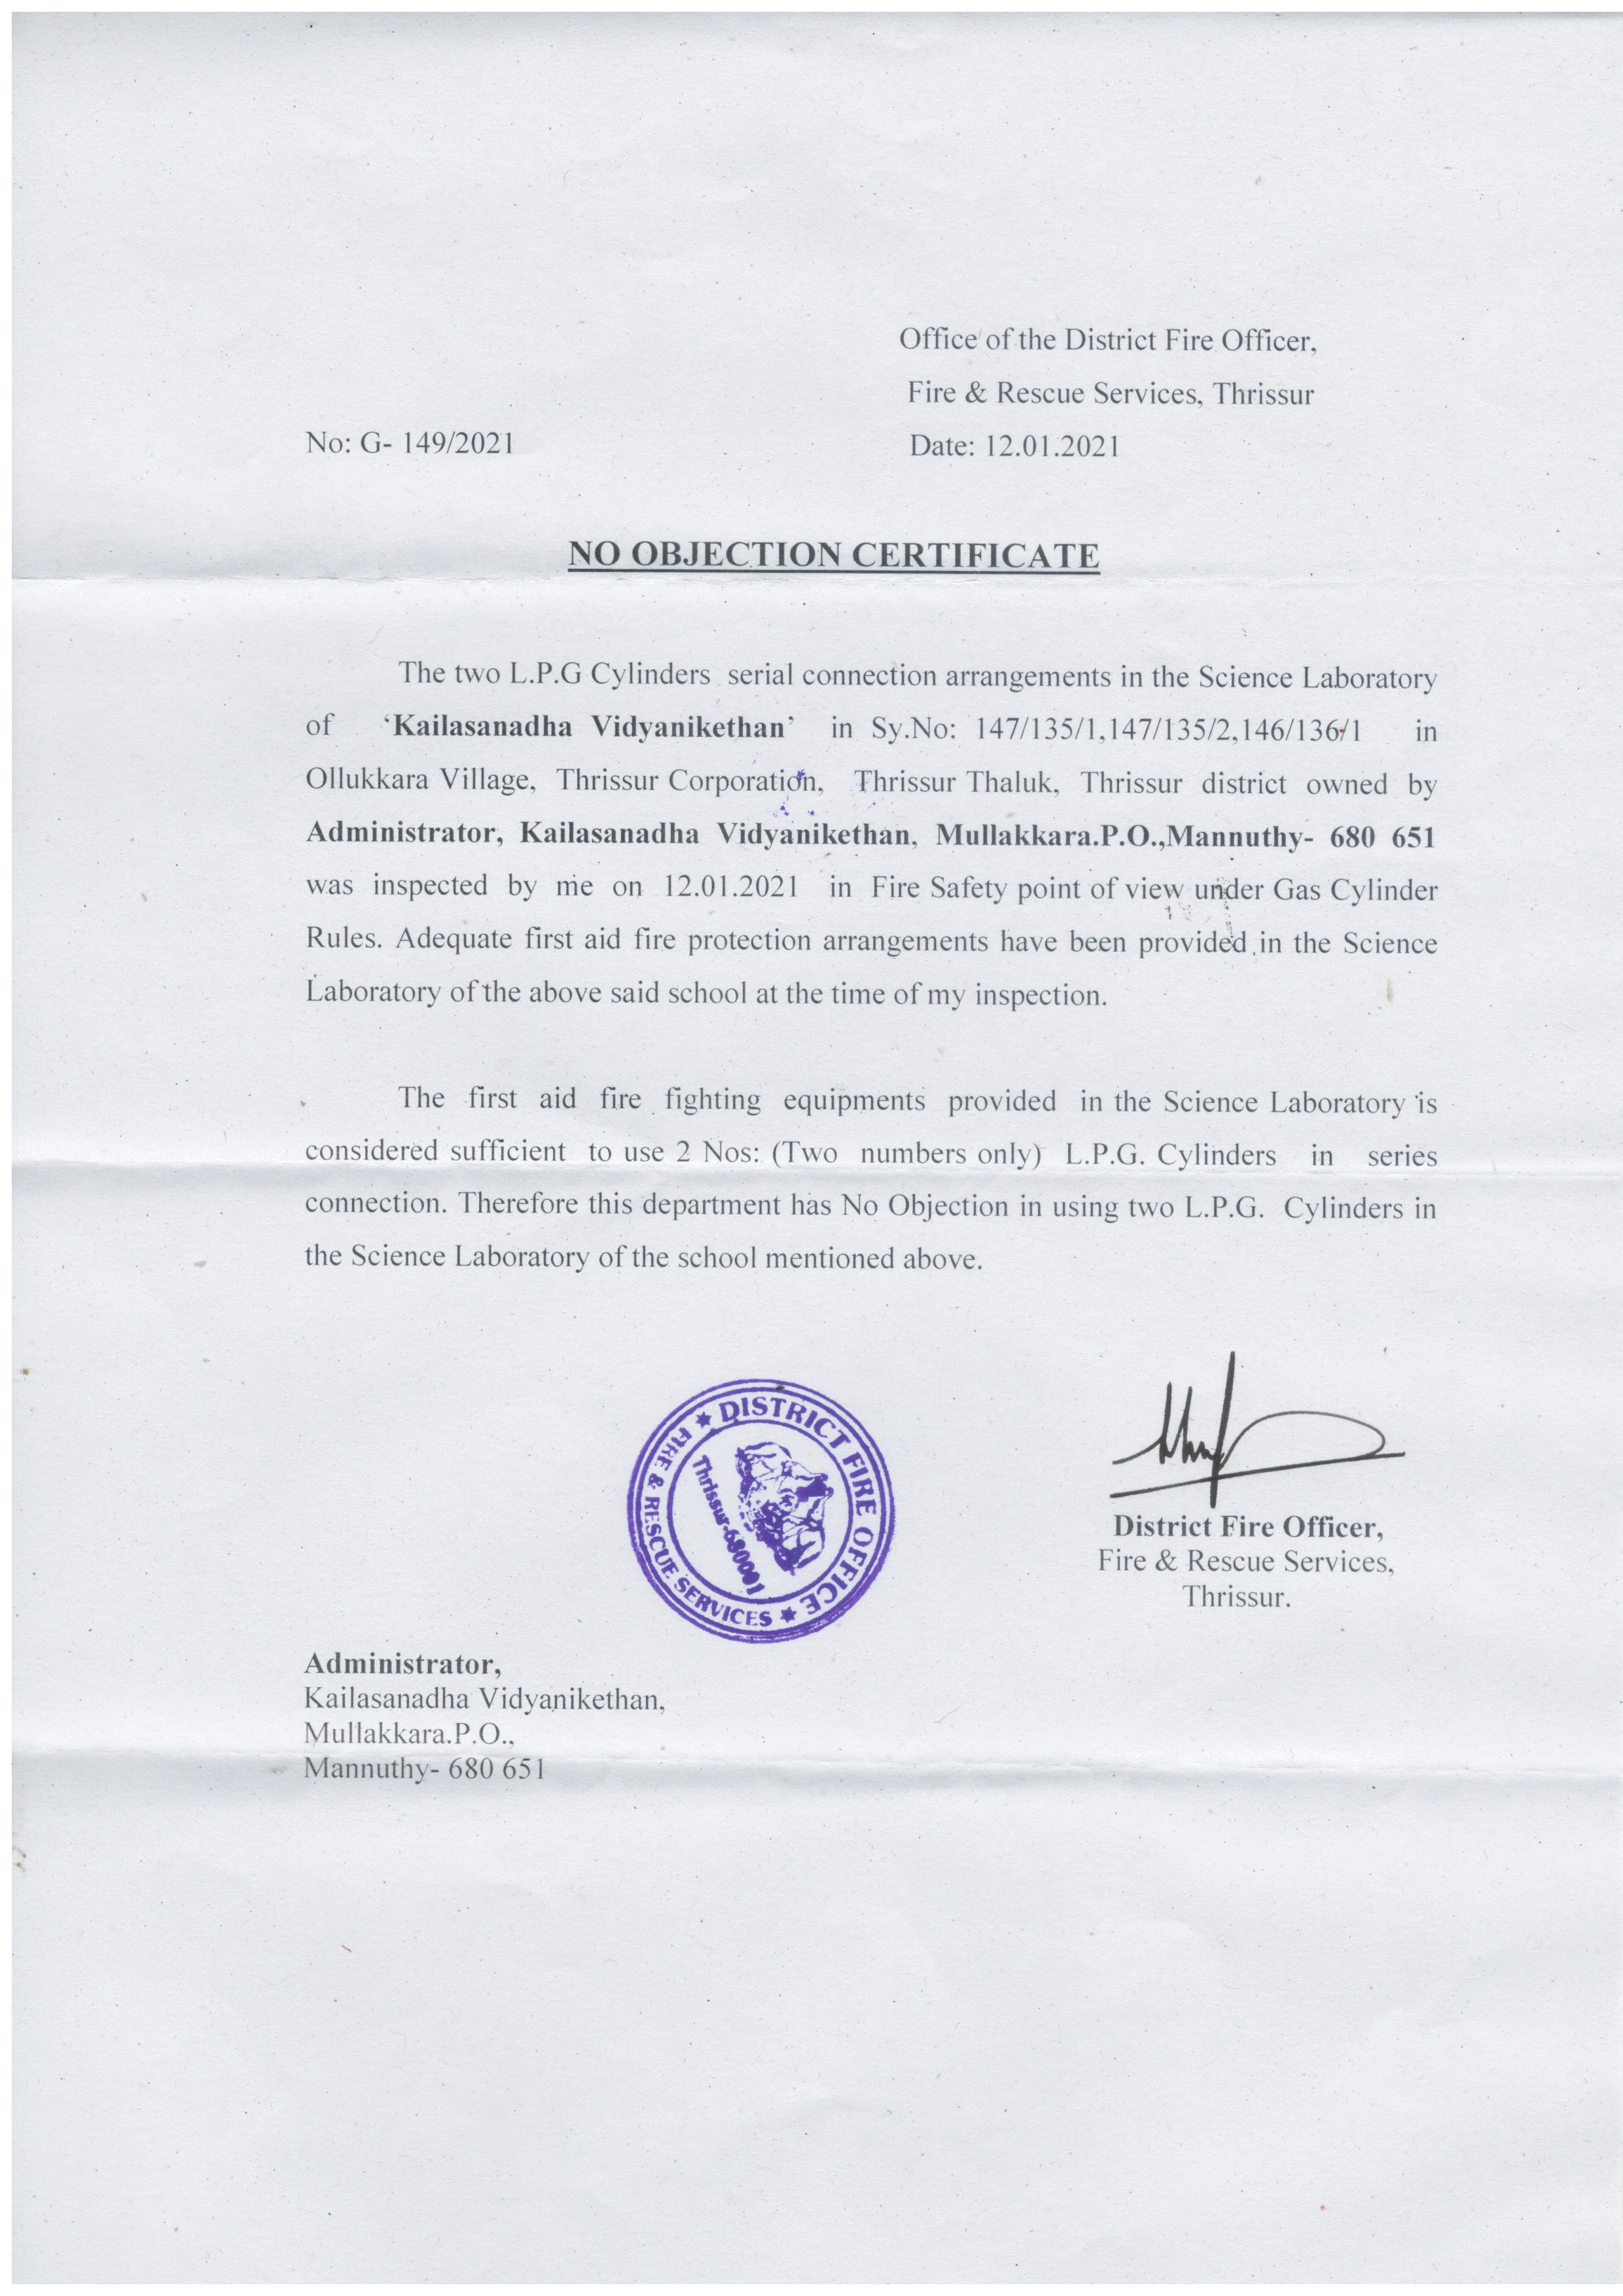 Office of the District Fire Officer,
Fire & Rescue Services, Thrissur
No: G- 149/2021
Date: 12.01.2021
NO OBJECTION CERTIFICATE
The two L.P.G Cylinders serial connection arrangements in the Science Laboratory
of 'Kailasanadha Vidyanikethan' in Sy.No: 147/135/1,147/135/2,146/136/1 in
Ollukkara Village, Thrissur Corporation, Thrissur Thaluk, Thrissur district owned by
Administrator, Kailasanadha Vidyanikethan, Mullakkara.P.O.,Mannuthy- 680 651
was inspected by me on 12.01.2021 in Fire Safety point of view under Gas Cylinder
Rules. Adequate first aid fire protection arrangements have been provided in the Science
Laboratory of the above said school at the time of my inspection.
The first aid fire fighting equipments provided in the Science Laboratory is
considered sufficient to use 2 Nos: (Two numbers only) L.P.G. Cylinders in series
connection. Therefore this department has No Objection in using two L.P.G. Cylinders in
the Science Laboratory of the school mentioned above.
DISTRICT FIRE OFFICE
FIRE & RESCUE SERVICES
Thrissur-680001
District Fire Officer,
Fire & Rescue Services,
Thrissur.
Administrator,
Kailasanadha Vidyanikethan,
Mullakkara.P.O.,
Mannuthy- 680 651